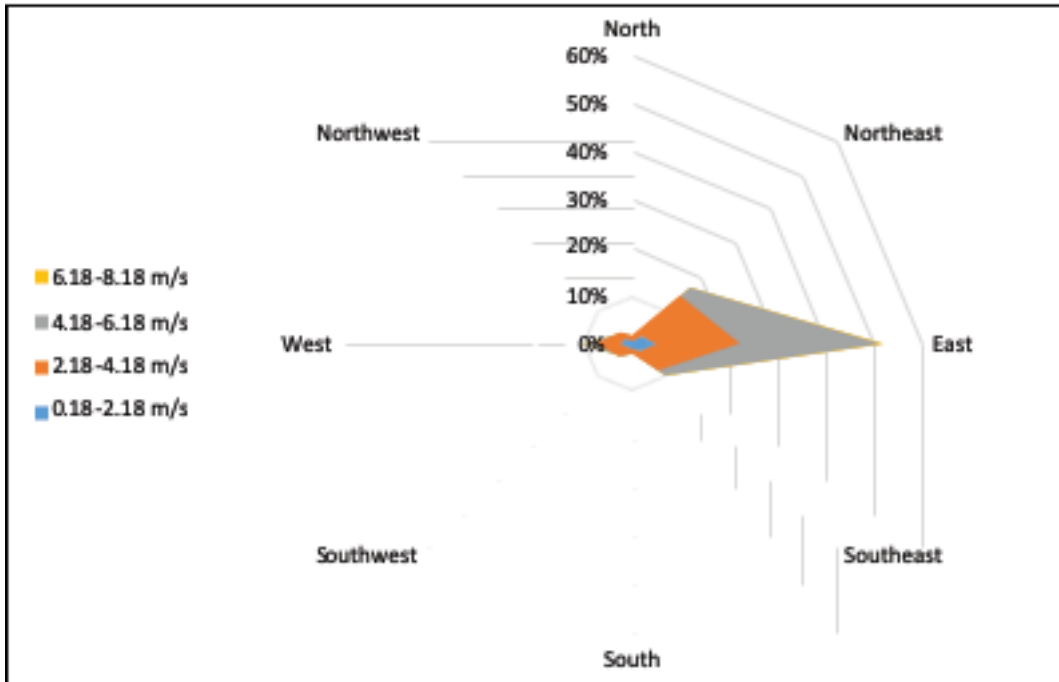 North
60%
50%
Northwest
Northeast
40%
30%
20%
6.18-8.18 m/s
10%
4.18-6.18 m/s
West
0%
East
2.18-4.18 m/s
0.18-2.18 m/s
Southwest
Southeast
South